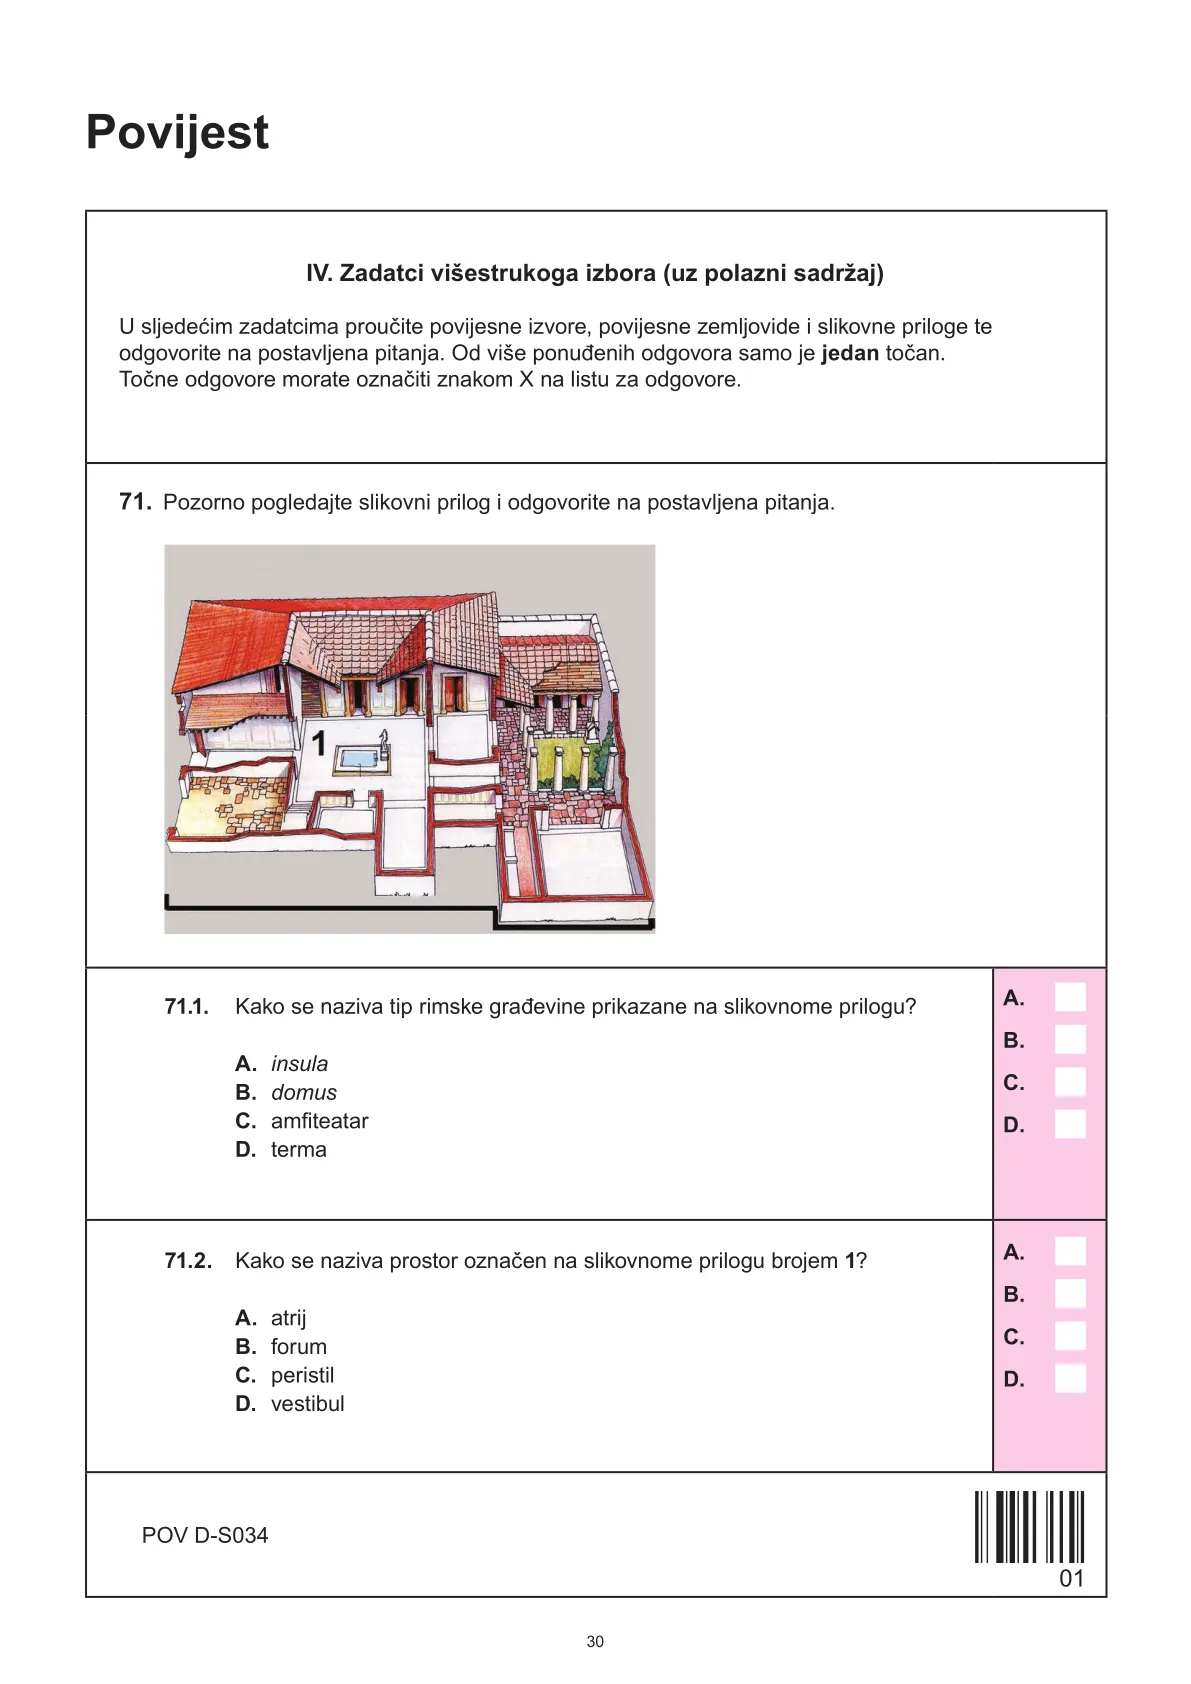 Povijest
IV. Zadatci višestrukoga izbora (uz polazni sadržaj)
U sljedećim zadatcima proučite povijesne izvore, povijesne zemljovide i slikovne priloge te
odgovorite na postavljena pitanja. Od više ponuđenih odgovora samo je jedan točan.
Točne odgovore morate označiti znakom X na listu za odgovore.
71. Pozorno pogledajte slikovni prilog i odgovorite na postavljena pitanja.
1
71.1. Kako se naziva tip rimske građevine prikazane na slikovnome prilogu?
A. insula
B. domus
C. amfiteatar
D. terma
A.
B.
C.
D.
71.2. Kako se naziva prostor označen na slikovnome prilogu brojem 1?
A. atrij
B. forum
C. peristil
D. vestibul
A.
B.
C.
D.
POV D-S034
01
30